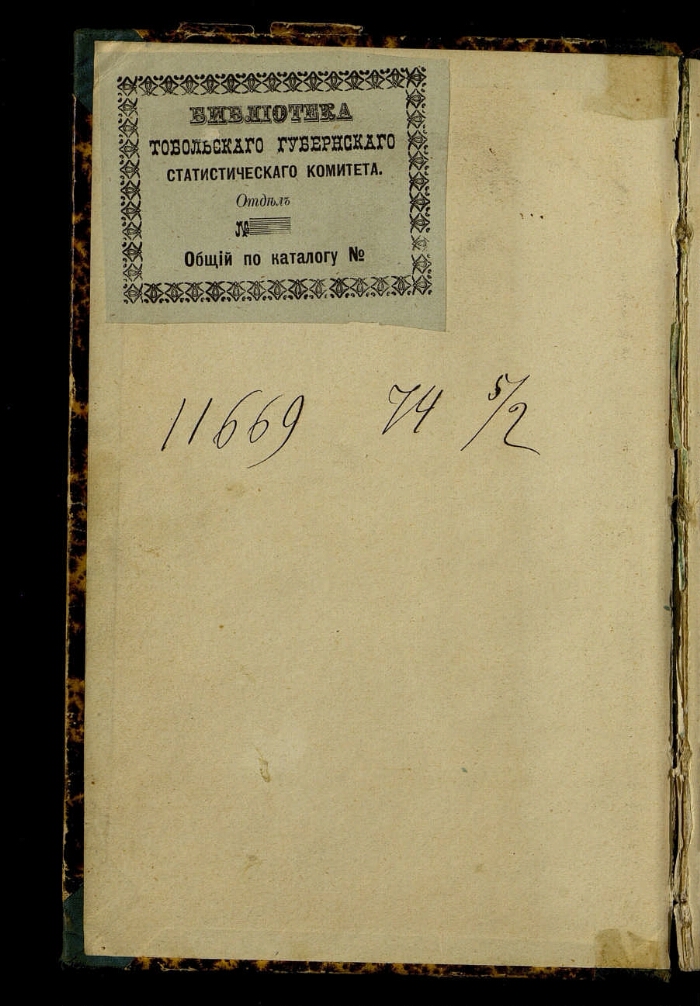 БИБЛІОТЕКА
ТОБОЛЬСКАГО ГУБЕРНСКАГО
СТАТИСТИЧЕСКАГО КОМИТЕТА.
Отдѣлъ
№
Общій по каталогу №
11669 74 5/2